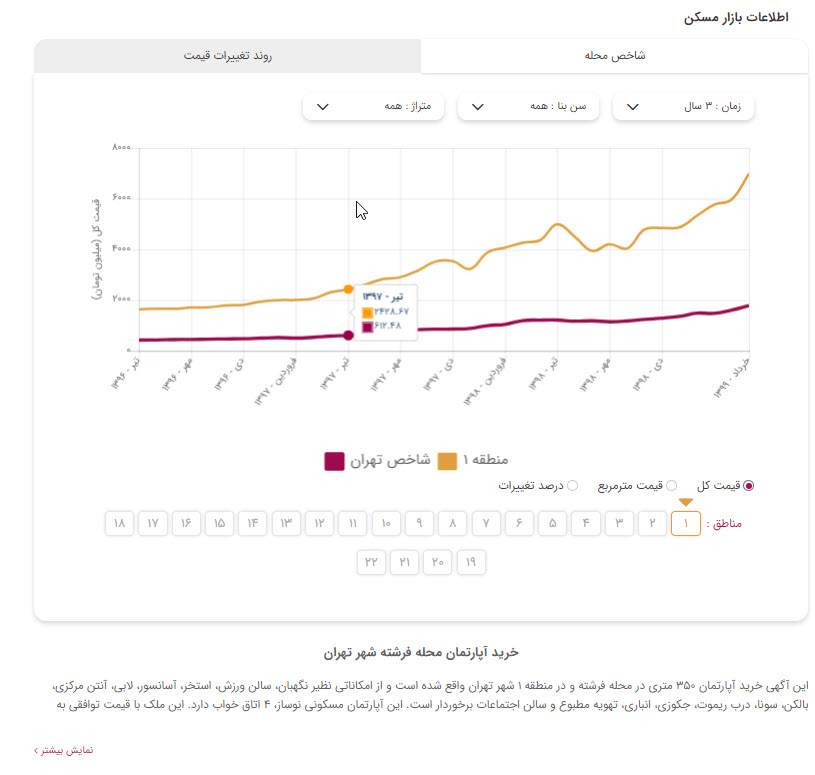 اطلاعات بازار مسکن
شاخص محله
روند تغییرات قیمت
زمان : ۳ سال
سن بنا : همه
متراژ : همه
۸۰۰۰
۶۰۰۰
۴۰۰۰
۲۰۰۰
۰
قیمت کل (میلیون تومان)
تیر - ۱۳۹۷
۲۴۲۸.۶۷
۶۱۲.۴۸
تیر - ۱۳۹۶
مهر - ۱۳۹۶
دی - ۱۳۹۶
فروردین - ۱۳۹۷
تیر - ۱۳۹۷
مهر - ۱۳۹۷
دی - ۱۳۹۷
فروردین - ۱۳۹۸
تیر - ۱۳۹۸
مهر - ۱۳۹۸
دی - ۱۳۹۸
خرداد - ۱۳۹۹
منطقه ۱ شاخص تهران
قیمت کل قیمت مترمربع درصد تغییرات
مناطق : ۱ ۲ ۳ ۴ ۵ ۶ ۷ ۸ ۹ ۱۰ ۱۱ ۱۲ ۱۳ ۱۴ ۱۵ ۱۶ ۱۷ ۱۸
۱۹ ۲۰ ۲۱ ۲۲
خرید آپارتمان محله فرشته شهر تهران
این آگهی خرید آپارتمان ۳۵۰ متری در محله فرشته و در منطقه ۱ شهر تهران واقع شده است و از امکاناتی نظیر نگهبان، سالن ورزش، استخر، آسانسور، لابی، آنتن مرکزی،
بالکن، سونا، درب ریموت، جکوزی، انباری، تهویه مطبوع و سالن اجتماعات برخوردار است. این آپارتمان مسکونی نوساز، ۴ اتاق خواب دارد. این ملک با قیمت توافقی به
نمایش بیشتر